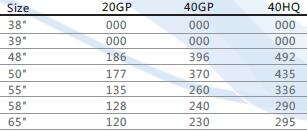 Size 20GP 40GP 40HQ
38" 000 000 000
39" 000 000 000
48" 186 396 492
50" 177 370 435
55" 135 260 336
58" 128 240 290
65" 120 230 295